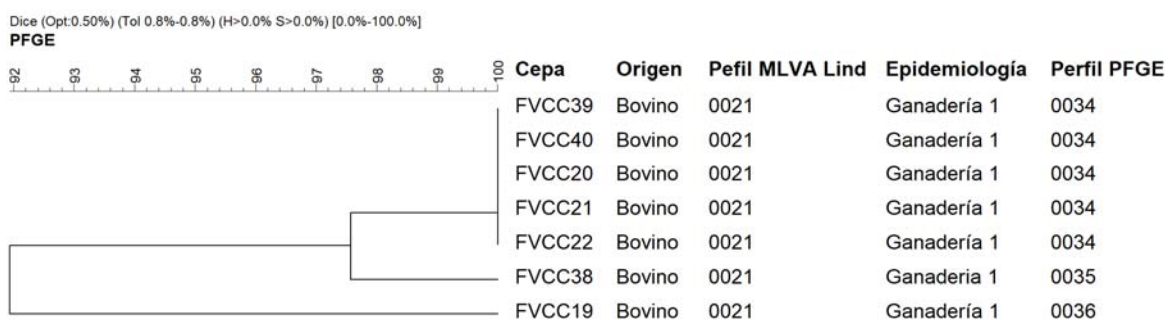 Dice (Opt:0.50%) (Tol 0.8%-0.8%) (H>0.0% S>0.0%) [0.0%-100.0%]
PFGE
92 93 94 95 96 97 98 99 100
Cepa Origen Pefil MLVA Lind Epidemiología Perfil PFGE
FVCC39 Bovino 0021 Ganadería 1 0034
FVCC40 Bovino 0021 Ganadería 1 0034
FVCC20 Bovino 0021 Ganadería 1 0034
FVCC21 Bovino 0021 Ganadería 1 0034
FVCC22 Bovino 0021 Ganadería 1 0034
FVCC38 Bovino 0021 Ganaderia 1 0035
FVCC19 Bovino 0021 Ganadería 1 0036